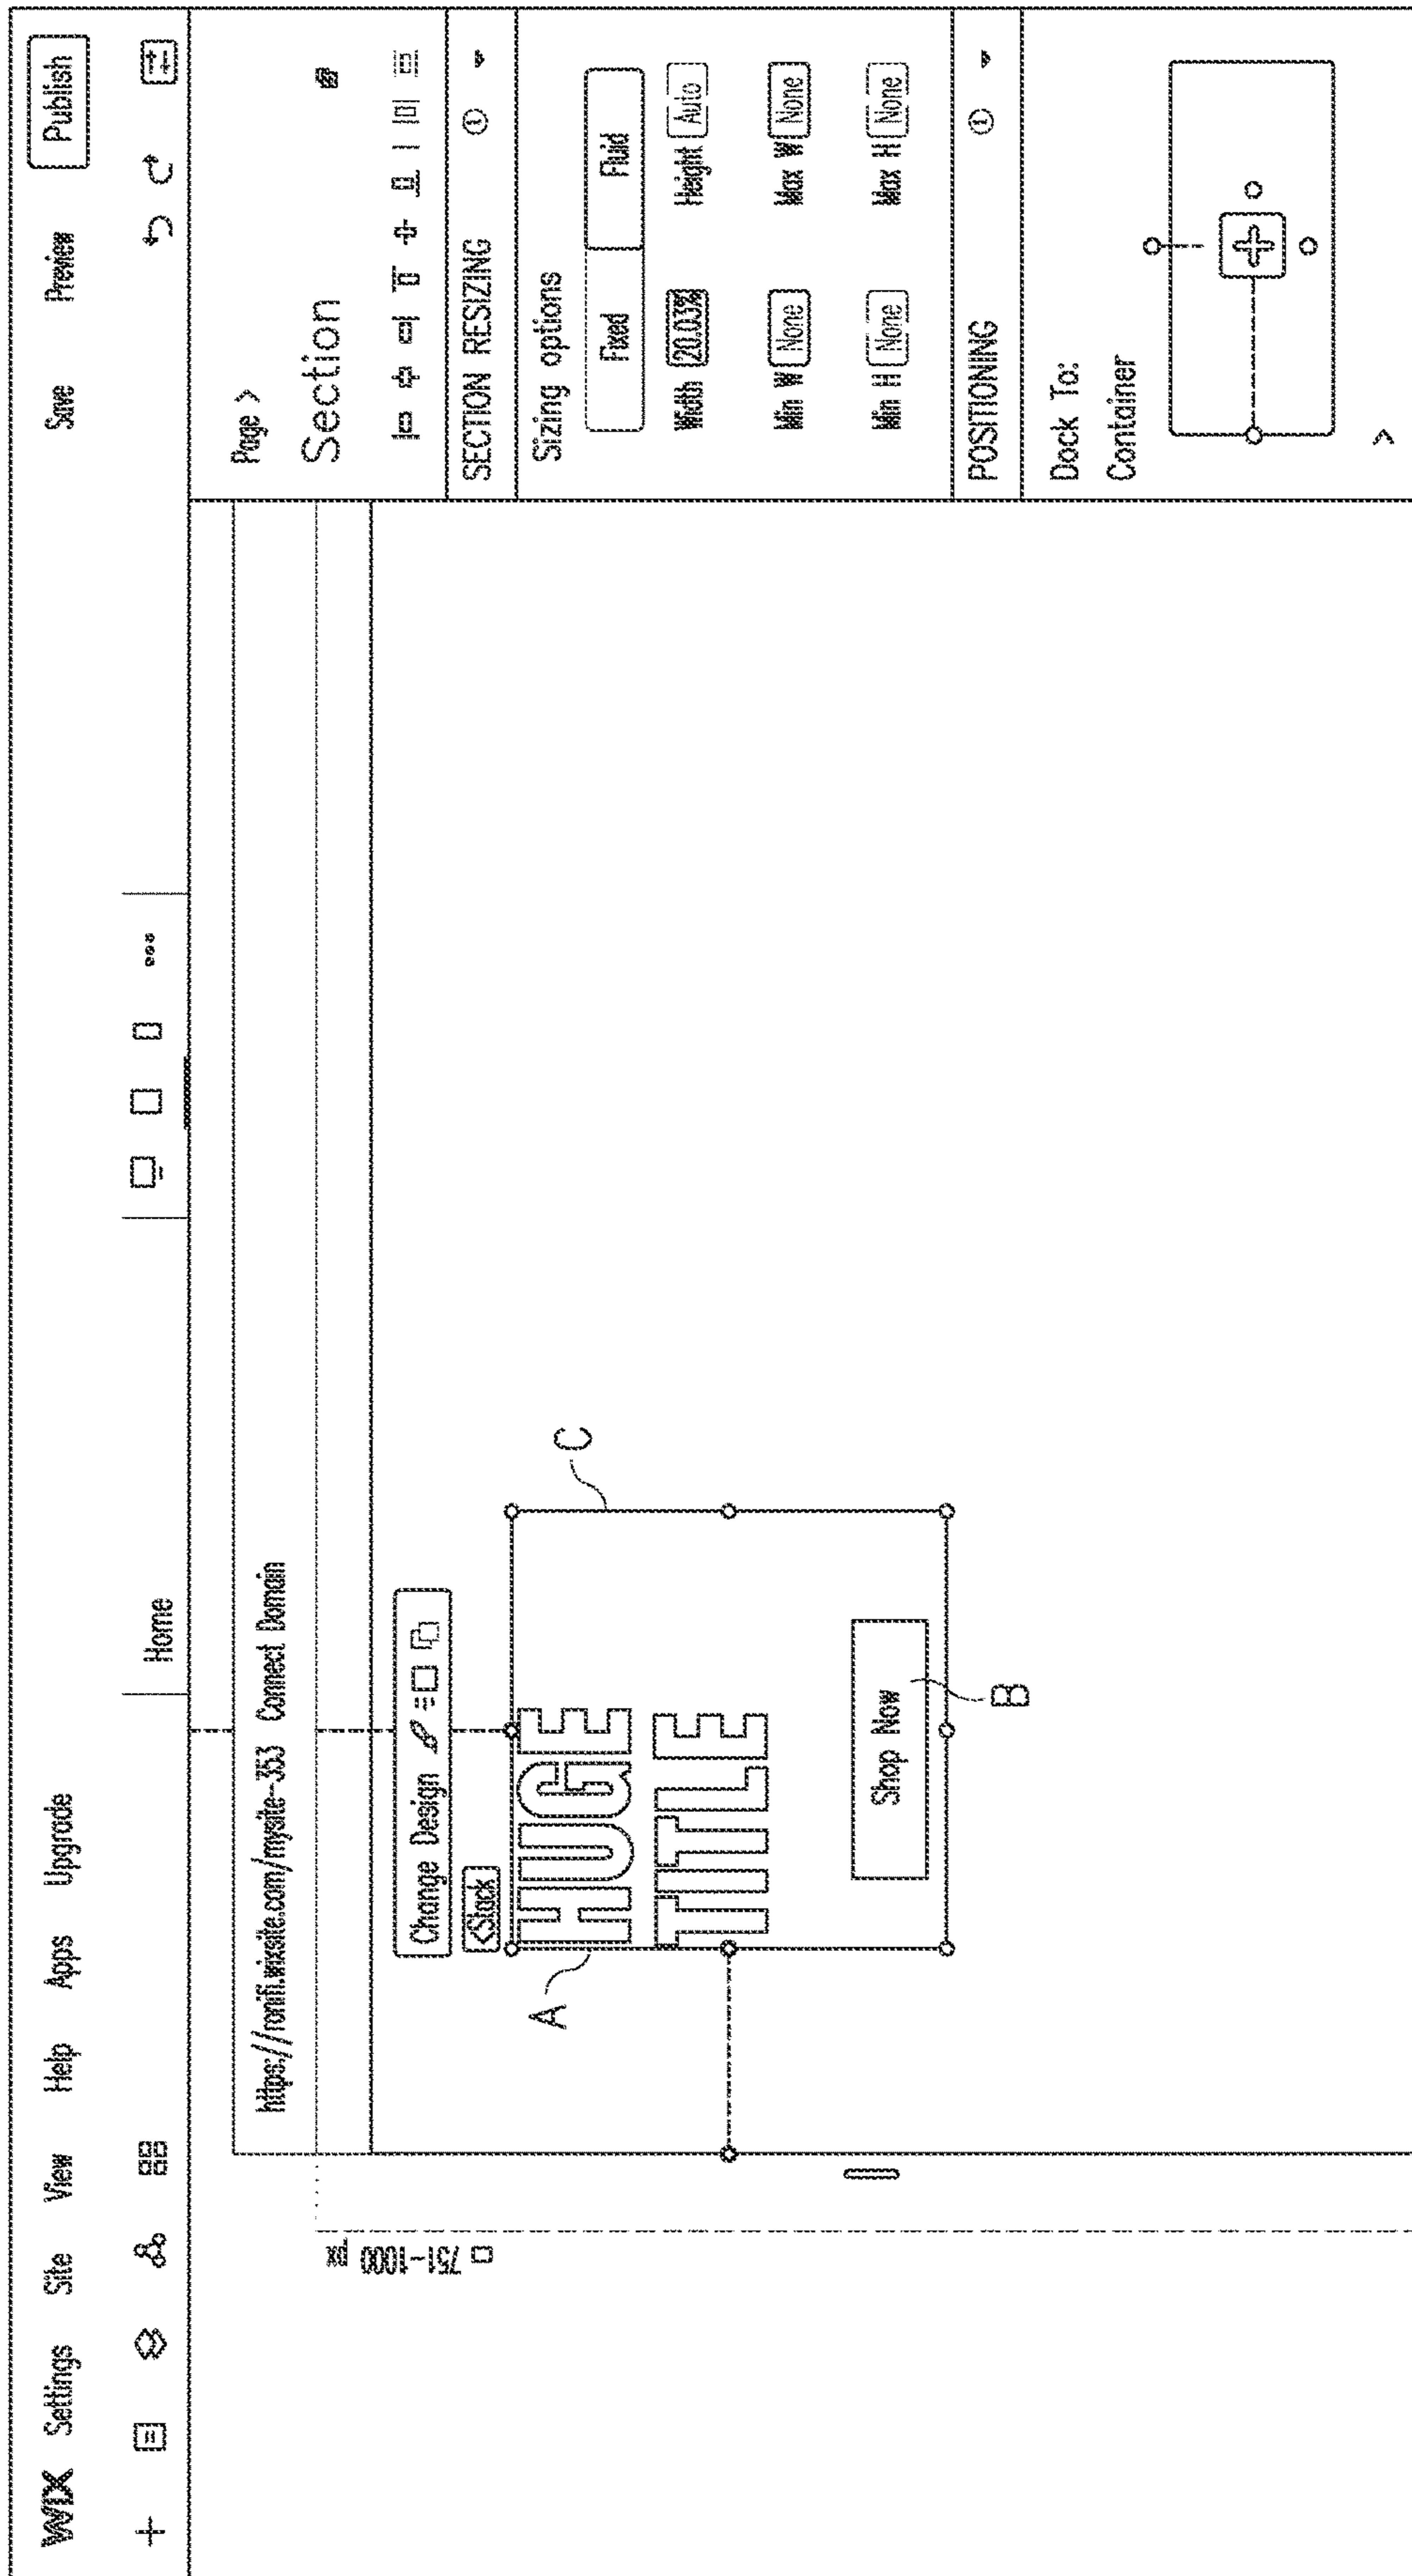 WIX Settings Site View Help Apps Upgrade Save Preview Publish
Home
https://ronifi.wixsite.com/mysite-353 Connect Domain
751-1000 px
Change Design
<Stack
A
HUGE
TITLE
C
Shop Now
B
Page >
Section
SECTION RESIZING
Sizing options
Fixed Fluid
Width 20.03% Height Auto
Min W None Max W None
Min H None Max H None
POSITIONING
Dock To:
Container